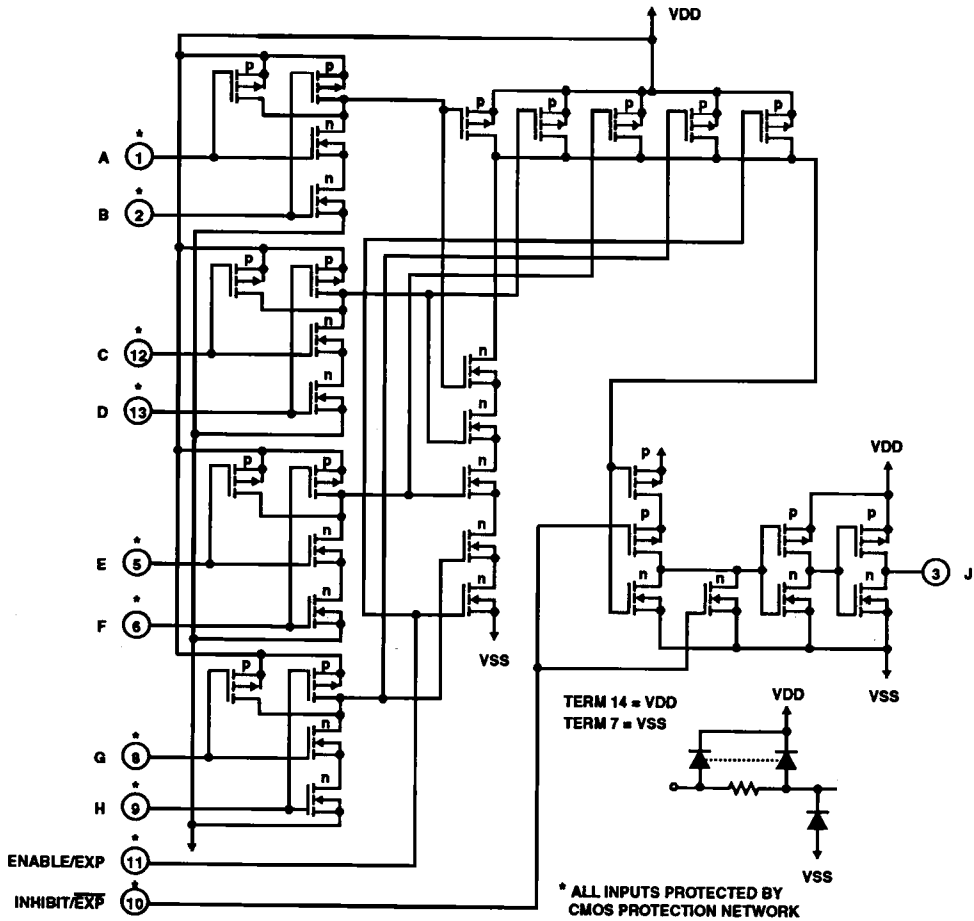 VDD
p
p
p
p
p
p
p
n
*
A 1
n
*
B 2
p
p
n
*
C 12
n
n
*
D 13
n
p
VDD
p
p
n
p
p
n
n
*
E 5
n
n
n
n
3 J
*
F 6
n
VSS
p
p
VSS
TERM 14 = VDD
TERM 7 = VSS
VDD
n
*
G 8
n
*
H 9
*
ENABLE/EXP 11
VSS
*
INHIBIT/EXP 10
* ALL INPUTS PROTECTED BY
CMOS PROTECTION NETWORK